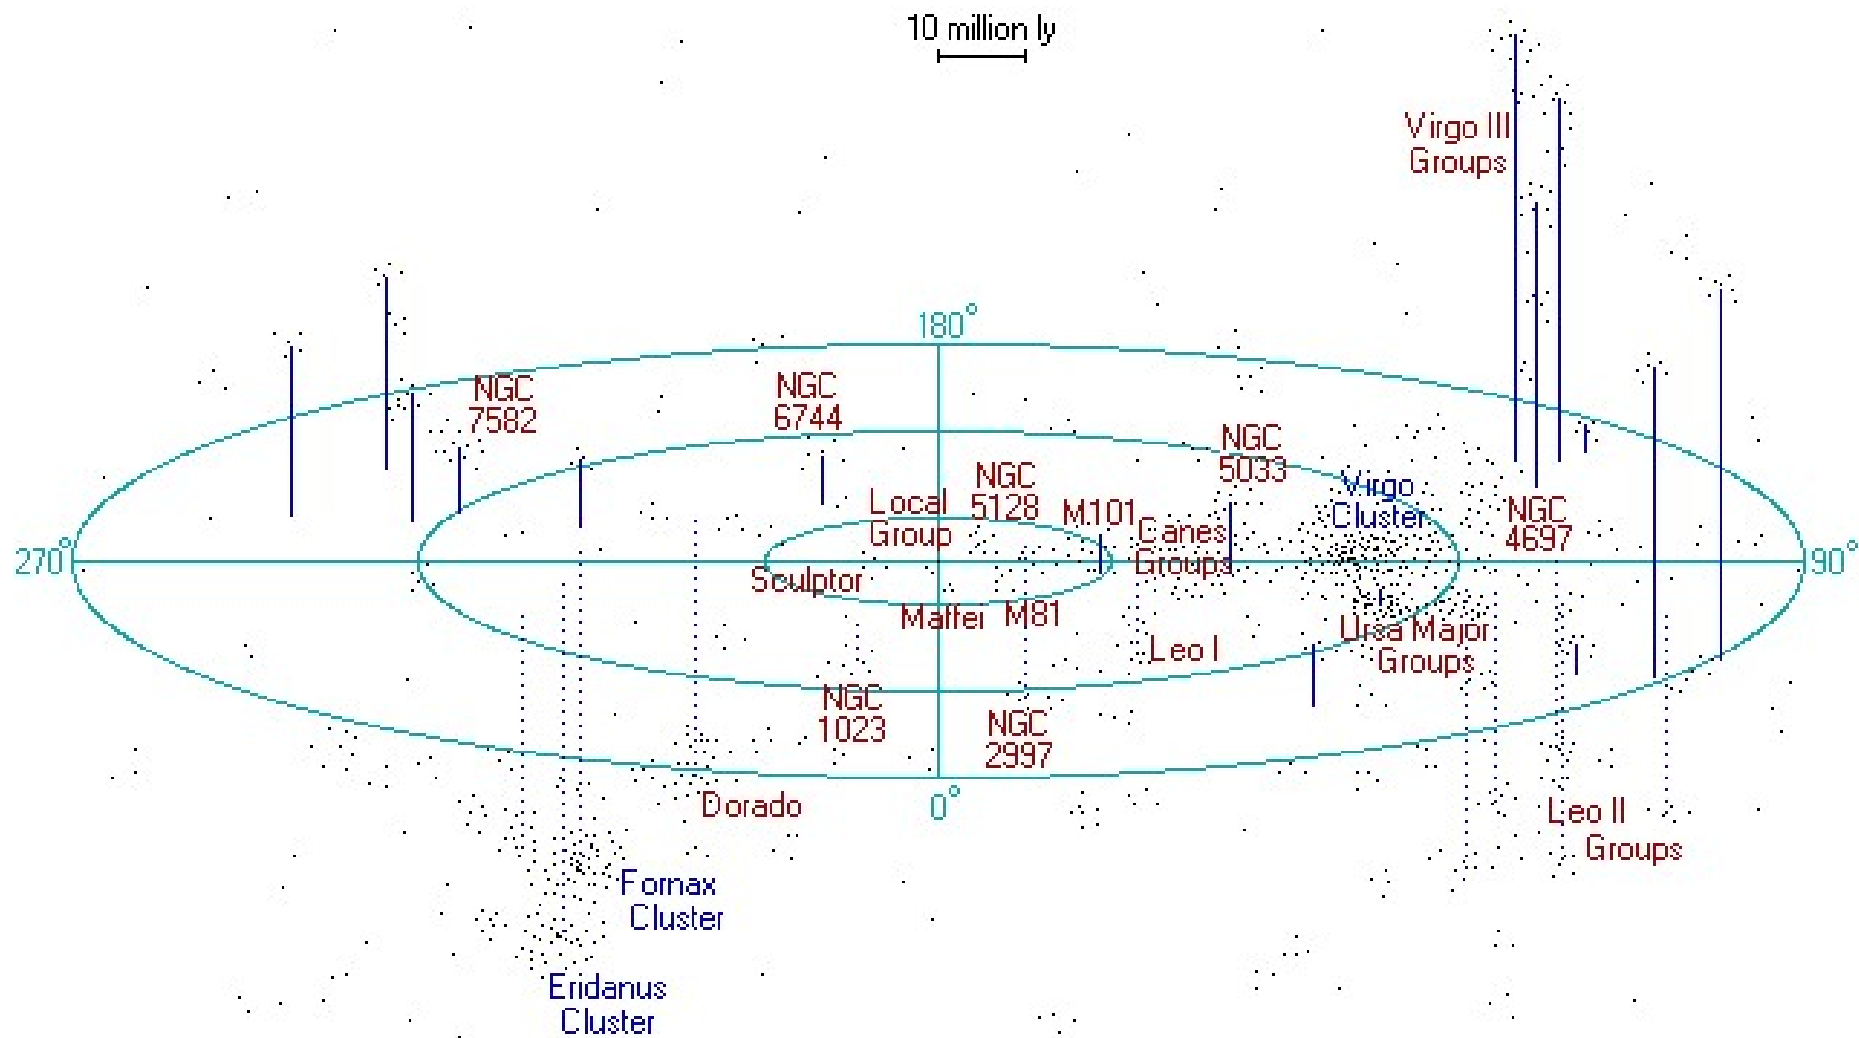 10 million ly
Virgo III
Groups
180°
NGC
7582
NGC
6744
NGC
5033
NGC
5128
Virgo
Cluster
Local
Group
M101
Canes
Groups
NGC
4697
270°
90°
Sculptor
Maffei
M81
Leo I
Ursa Major
Groups
NGC
1023
NGC
2997
0°
Dorado
Leo II
Groups
Fornax
Cluster
Eridanus
Cluster